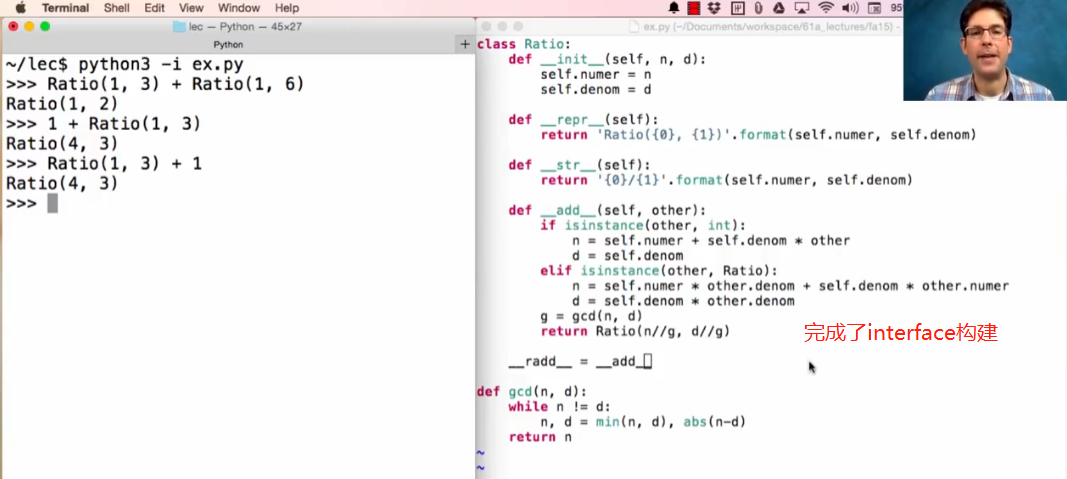 Terminal Shell Edit View Window Help
lec — Python — 45×27
Python
~/lec$ python3 -i ex.py
>>> Ratio(1, 3) + Ratio(1, 6)
Ratio(1, 2)
>>> 1 + Ratio(1, 3)
Ratio(4, 3)
>>> Ratio(1, 3) + 1
Ratio(4, 3)
>>>
ex.py (~/Documents/workspace/61a_lectures/fa15)
class Ratio:
def __init__(self, n, d):
self.numer = n
self.denom = d
def __repr__(self):
return 'Ratio({0}, {1})'.format(self.numer, self.denom)
def __str__(self):
return '{0}/{1}'.format(self.numer, self.denom)
def __add__(self, other):
if isinstance(other, int):
n = self.numer + self.denom * other
d = self.denom
elif isinstance(other, Ratio):
n = self.numer * other.denom + self.denom * other.numer
d = self.denom * other.denom
g = gcd(n, d)
return Ratio(n//g, d//g)
完成了interface构建
__radd__ = __add__
def gcd(n, d):
while n != d:
n, d = min(n, d), abs(n-d)
return n
~
~